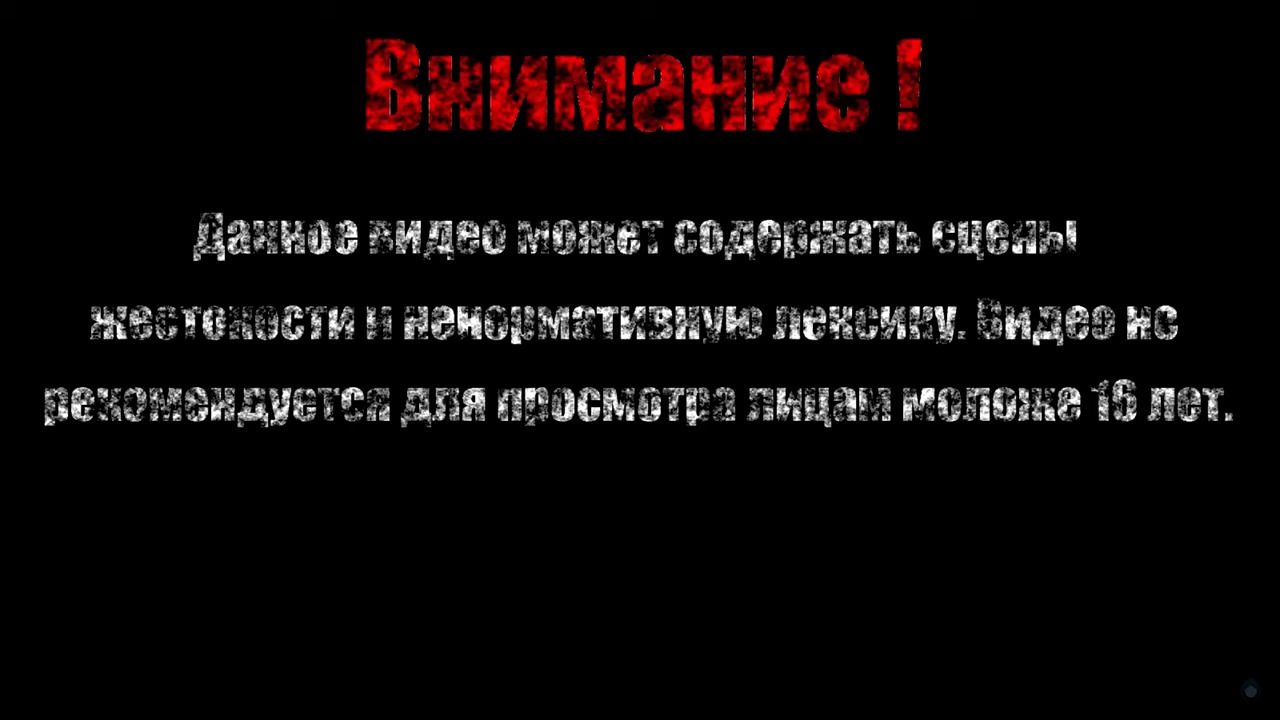 Внимание !
Данное видео может содержать сцены
жестокости и ненормативную лексику. Видео не
рекомендуется для просмотра лицам моложе 16 лет.